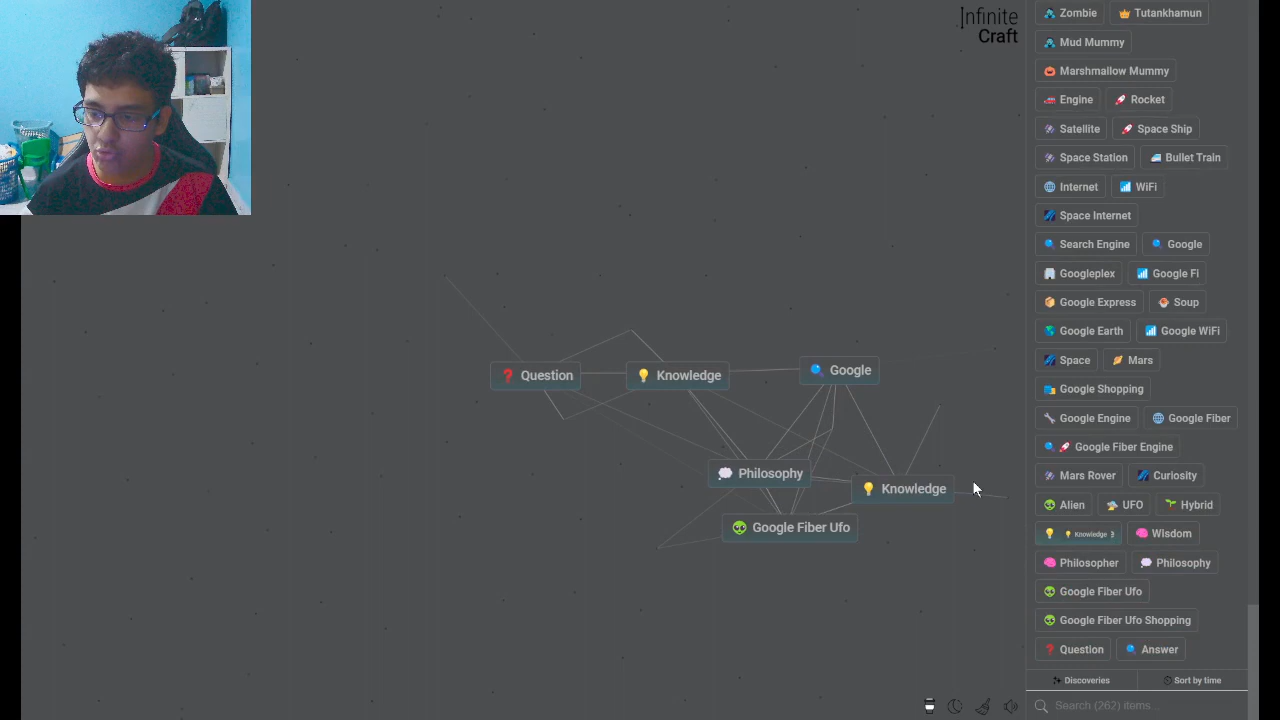 Infinite
Craft
Zombie
Tutankhamun
Mud Mummy
Marshmallow Mummy
Engine
Rocket
Satellite
Space Ship
Space Station
Bullet Train
Internet
WiFi
Space Internet
Search Engine
Google
Googleplex
Google Fi
Google Express
Soup
Google Earth
Google WiFi
Space
Mars
Google Shopping
Google Engine
Google Fiber
Google Fiber Engine
Mars Rover
Curiosity
Alien
UFO
Hybrid
Knowledge
Wisdom
Philosopher
Philosophy
Google Fiber Ufo
Google Fiber Ufo Shopping
Question
Answer
Discoveries
Sort by time
Search (262) items...
Question
Knowledge
Google
Philosophy
Knowledge
Google Fiber Ufo